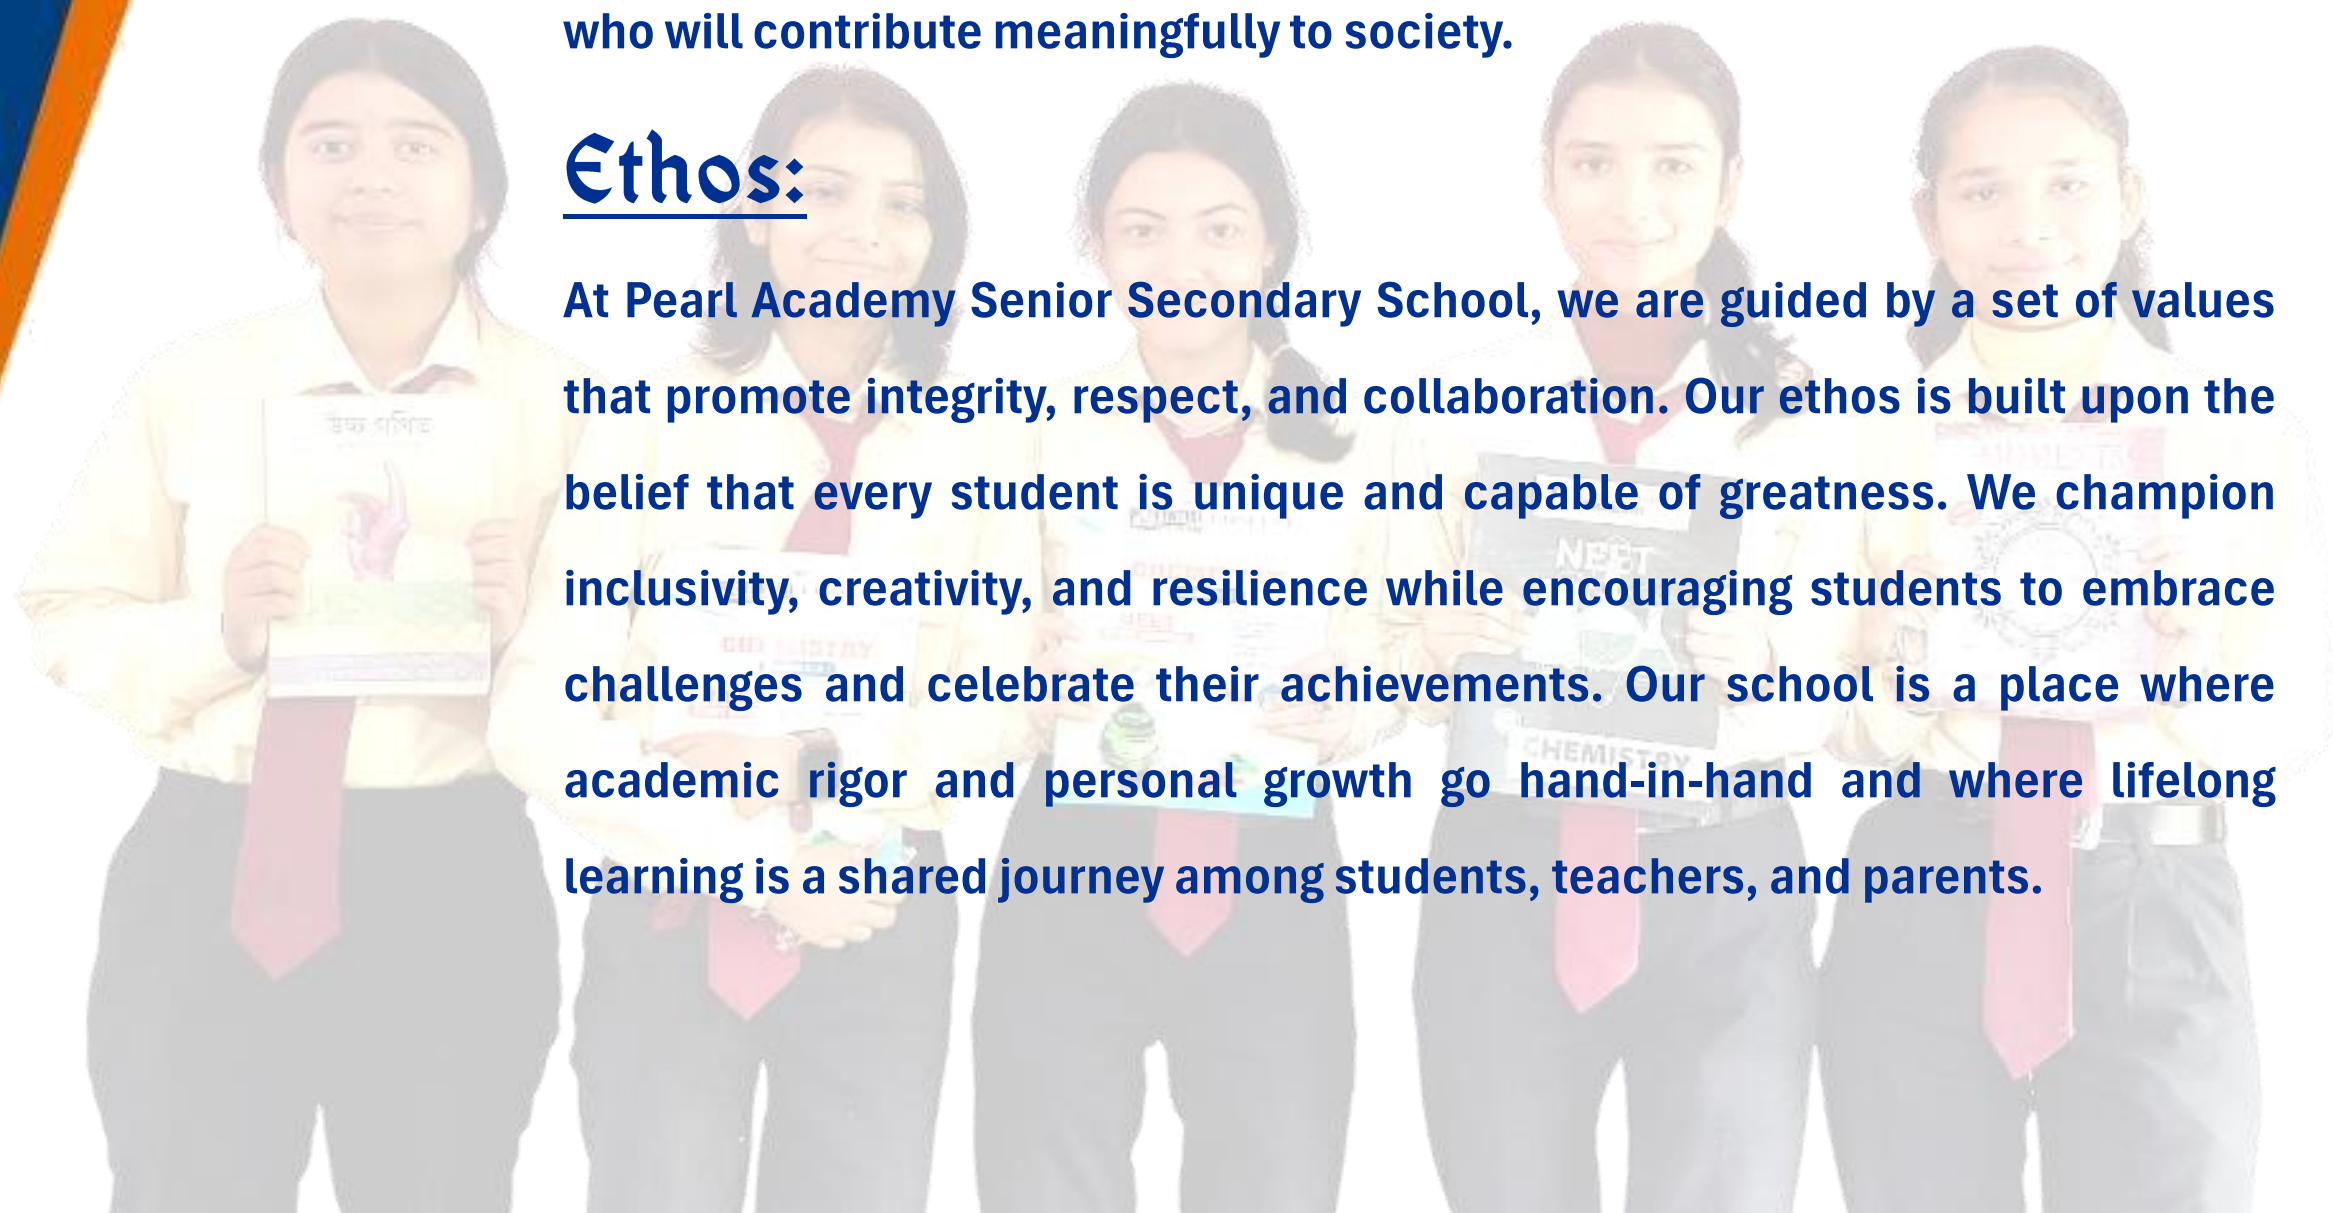 who will contribute meaningfully to society.
Ethos:
At Pearl Academy Senior Secondary School, we are guided by a set of values
that promote integrity, respect, and collaboration. Our ethos is built upon the
belief that every student is unique and capable of greatness. We champion
inclusivity, creativity, and resilience while encouraging students to embrace
challenges and celebrate their achievements. Our school is a place where
academic rigor and personal growth go hand-in-hand and where lifelong
learning is a shared journey among students, teachers, and parents.
NEET
CHEMISTRY